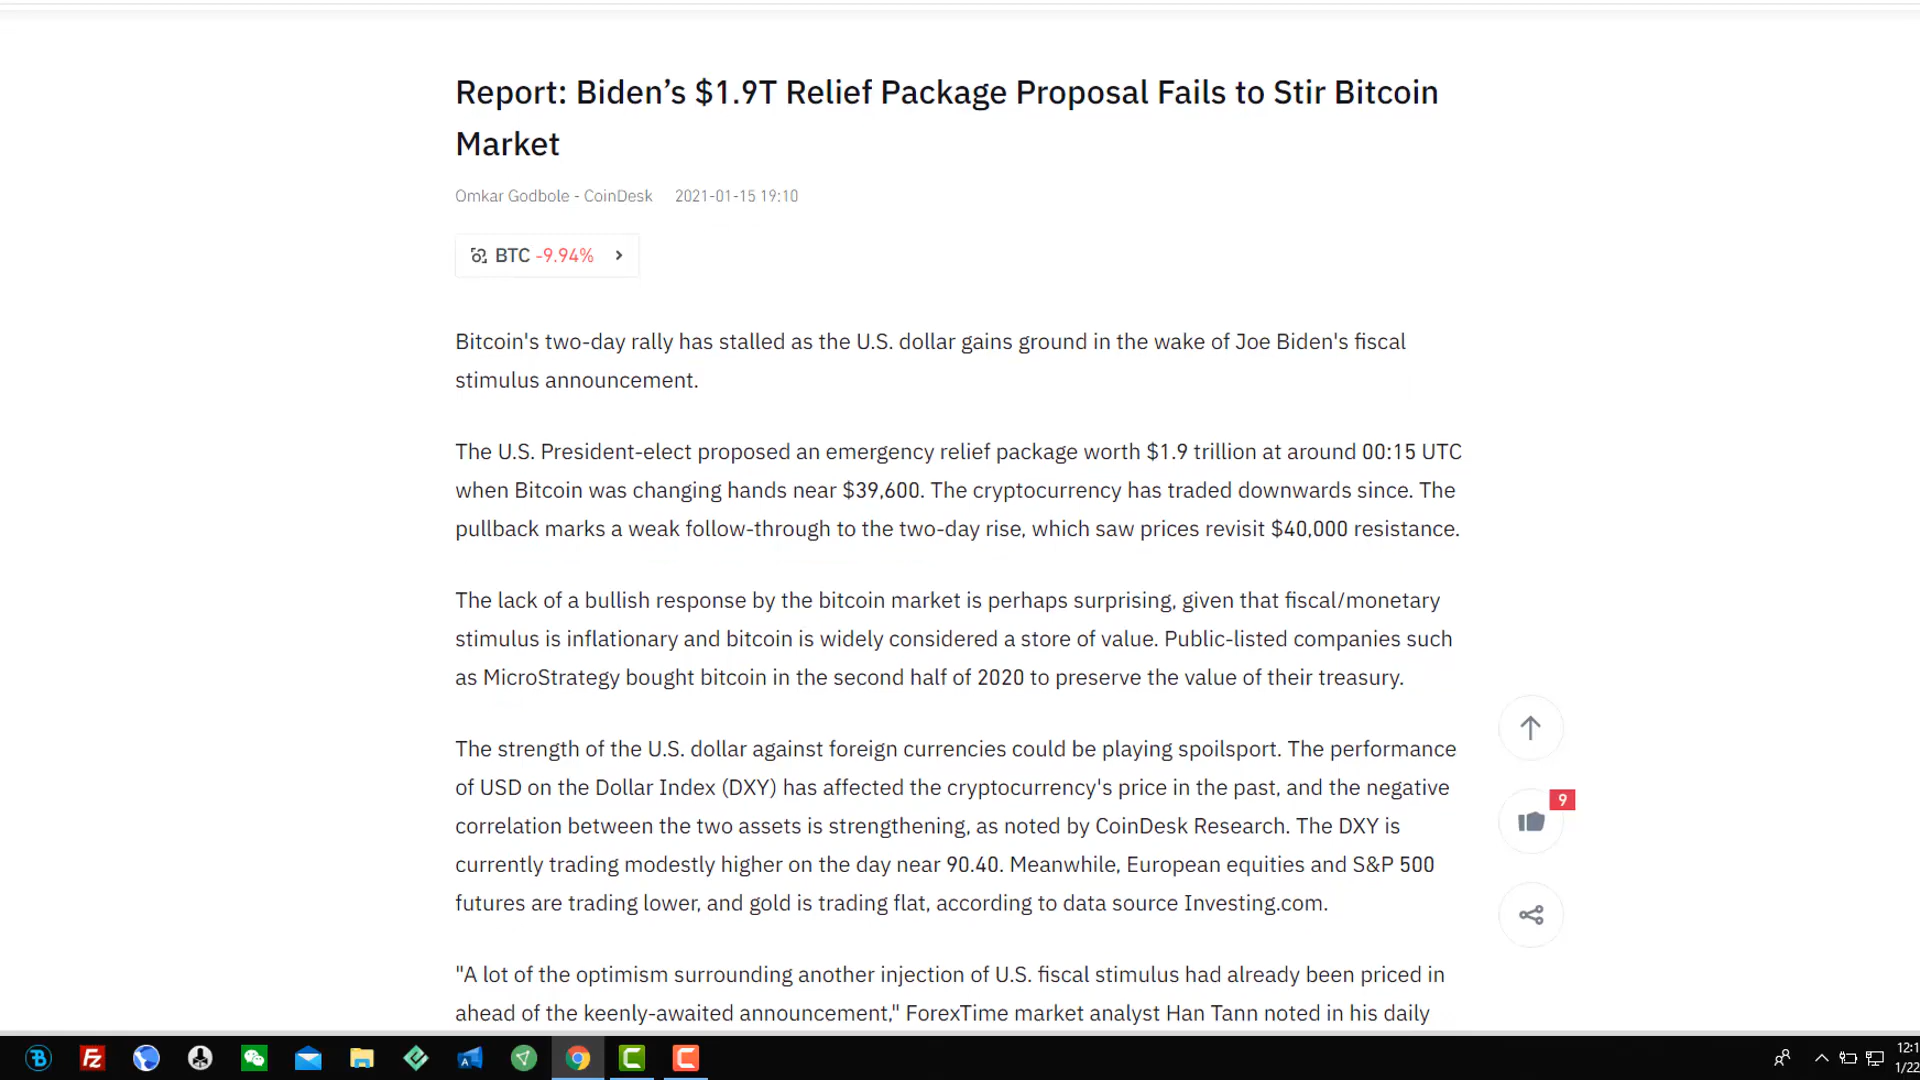 Report: Biden’s $1.9T Relief Package Proposal Fails to Stir Bitcoin
Market
Omkar Godbole - CoinDesk 2021-01-15 19:10
BTC -9.94%
Bitcoin's two-day rally has stalled as the U.S. dollar gains ground in the wake of Joe Biden's fiscal
stimulus announcement.
The U.S. President-elect proposed an emergency relief package worth $1.9 trillion at around 00:15 UTC
when Bitcoin was changing hands near $39,600. The cryptocurrency has traded downwards since. The
pullback marks a weak follow-through to the two-day rise, which saw prices revisit $40,000 resistance.
The lack of a bullish response by the bitcoin market is perhaps surprising, given that fiscal/monetary
stimulus is inflationary and bitcoin is widely considered a store of value. Public-listed companies such
as MicroStrategy bought bitcoin in the second half of 2020 to preserve the value of their treasury.
The strength of the U.S. dollar against foreign currencies could be playing spoilsport. The performance
of USD on the Dollar Index (DXY) has affected the cryptocurrency's price in the past, and the negative
correlation between the two assets is strengthening, as noted by CoinDesk Research. The DXY is
currently trading modestly higher on the day near 90.40. Meanwhile, European equities and S&P 500
futures are trading lower, and gold is trading flat, according to data source Investing.com.
9
"A lot of the optimism surrounding another injection of U.S. fiscal stimulus had already been priced in
ahead of the keenly-awaited announcement," ForexTime market analyst Han Tann noted in his daily
12:1
1/22